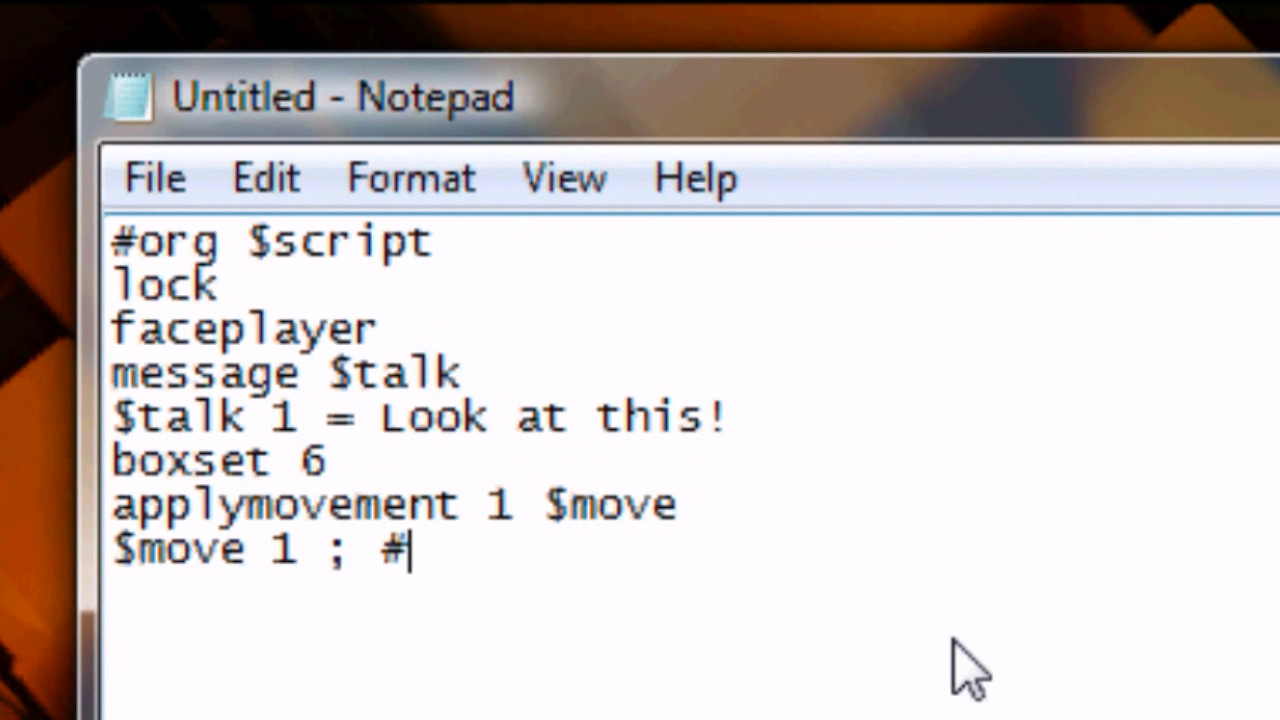 Untitled - Notepad
File Edit Format View Help
#org $script
lock
faceplayer
message $talk
$talk 1 = Look at this!
boxset 6
applymovement 1 $move
$move 1 ; #